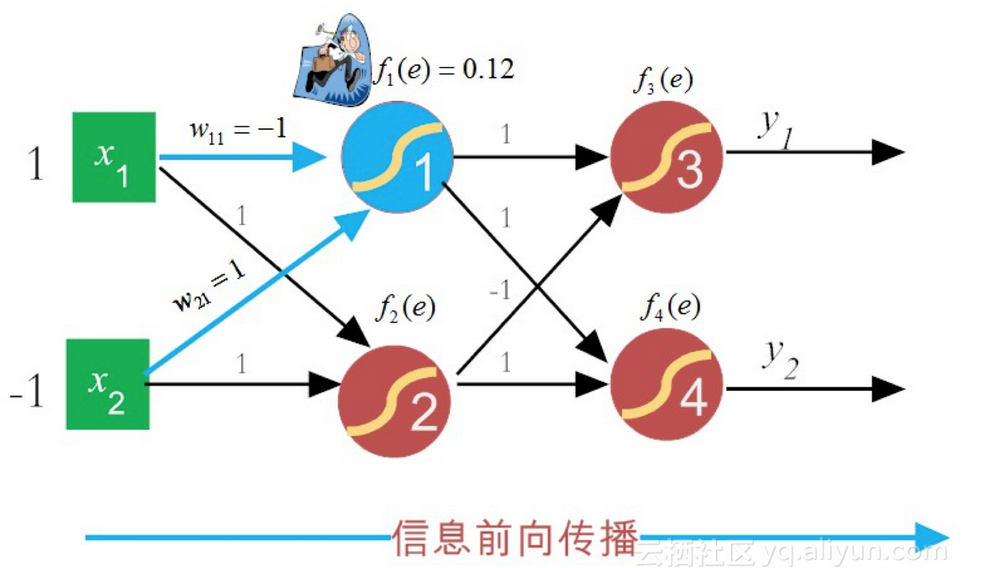 f₁(e) = 0.12
f₃(e)
1
x₁
w₁₁ = −1
1
1
3
y₁
1
1
w₂₁ = 1
-1
f₂(e)
f₄(e)
-1
x₂
1
2
1
4
y₂
信息前向传播
云栖社区 yq.aliyun.com